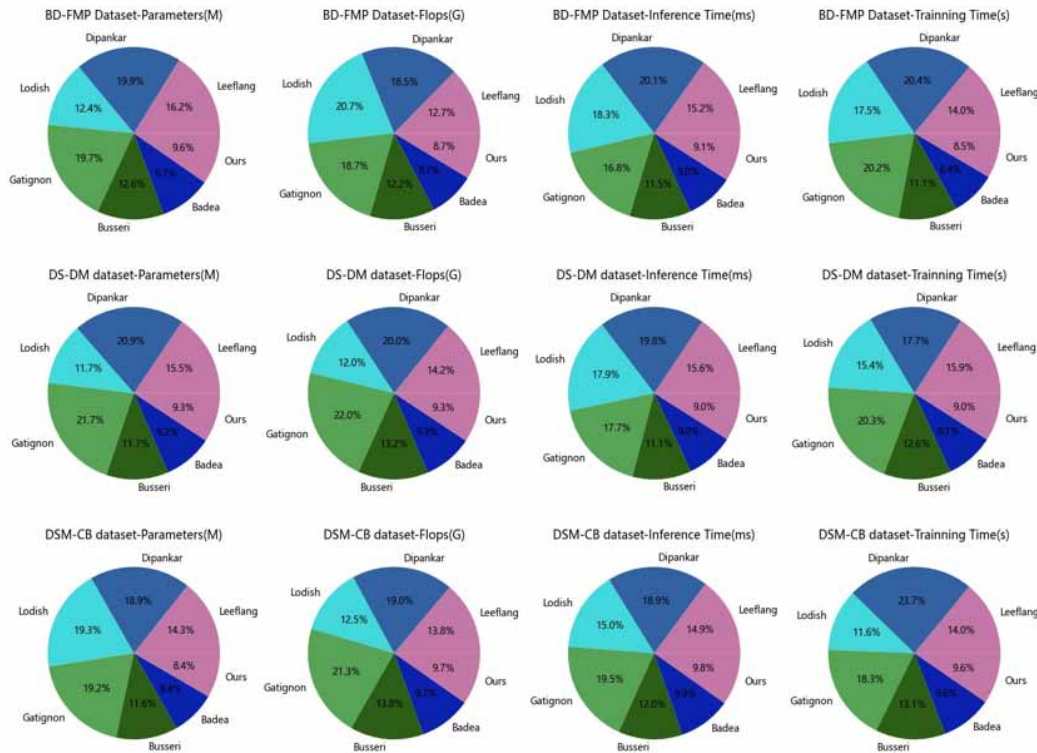 BD-FMP Dataset-Parameters(M)
Dipankar
Lodish
Leeflang
19.9%
12.4%
16.2%
19.7%
9.6%
12.6%
Gatignon
Ours
Busseri
Badea
BD-FMP Dataset-Flops(G)
Dipankar
Lodish
Leeflang
18.5%
20.7%
12.7%
18.7%
8.7%
12.2%
Gatignon
Ours
Busseri
Badea
BD-FMP Dataset-Inference Time(ms)
Dipankar
Lodish
Leeflang
20.1%
18.3%
15.2%
16.8%
9.1%
11.5%
9.0%
Gatignon
Ours
Busseri
Badea
BD-FMP Dataset-Trainning Time(s)
Dipankar
Lodish
Leeflang
20.4%
17.5%
14.0%
20.2%
8.5%
11.1%
8.4%
Gatignon
Ours
Busseri
Badea
DS-DM dataset-Parameters(M)
Dipankar
Lodish
Leeflang
20.9%
11.7%
15.5%
21.7%
9.3%
11.7%
9.2%
Gatignon
Ours
Busseri
Badea
DS-DM dataset-Flops(G)
Dipankar
Lodish
Leeflang
20.0%
12.0%
14.2%
22.0%
9.3%
13.2%
9.3%
Gatignon
Ours
Busseri
Badea
DS-DM dataset-Inference Time(ms)
Dipankar
Lodish
Leeflang
19.8%
17.9%
15.6%
17.7%
9.0%
11.1%
9.0%
Gatignon
Ours
Busseri
Badea
DS-DM dataset-Trainning Time(s)
Dipankar
Lodish
Leeflang
17.7%
15.4%
15.9%
20.3%
9.0%
12.6%
9.1%
Gatignon
Ours
Busseri
Badea
DSM-CB dataset-Parameters(M)
Dipankar
Lodish
Leeflang
18.9%
19.3%
14.3%
19.2%
8.4%
11.6%
8.4%
Gatignon
Ours
Busseri
Badea
DSM-CB dataset-Flops(G)
Dipankar
Lodish
Leeflang
19.0%
12.5%
13.8%
21.3%
9.7%
13.8%
9.7%
Gatignon
Ours
Busseri
Badea
DSM-CB dataset-Inference Time(ms)
Dipankar
Lodish
Leeflang
18.9%
15.0%
14.9%
19.5%
9.8%
12.0%
9.9%
Gatignon
Ours
Busseri
Badea
DSM-CB dataset-Trainning Time(s)
Dipankar
Lodish
Leeflang
23.7%
11.6%
14.0%
18.3%
9.6%
13.1%
9.6%
Gatignon
Ours
Busseri
Badea